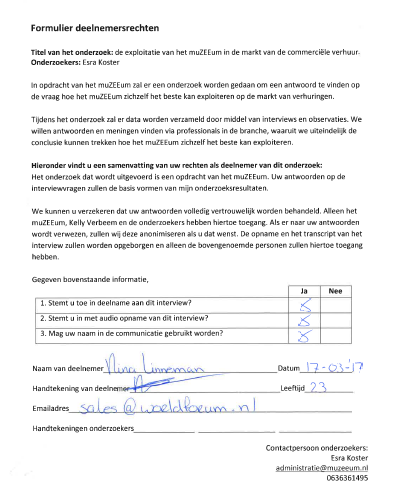 Formulier deelnemersrechten
Titel van het onderzoek: de exploitatie van het muZEEum in de markt van de commerciële verhuur.
Onderzoekers: Esra Koster
In opdracht van het muZEEum zal er een onderzoek worden gedaan om een antwoord te vinden op
de vraag hoe het muZEEum zichzelf het beste kan exploiteren op de markt van verhuringen.
Tijdens het onderzoek zal er data worden verzameld door middel van interviews en observaties. We
willen antwoorden en meningen vinden via professionals in de branche, waaruit we uiteindelijk de
conclusie kunnen trekken hoe het muZEEum zichzelf het beste kan exploiteren.
Hieronder vindt u een samenvatting van uw rechten als deelnemer van dit onderzoek:
Het onderzoek dat wordt uitgevoerd is een opdracht van het muZEEum. Uw antwoorden op de
interviewvragen zullen de basis vormen van mijn onderzoeksresultaten.
We kunnen u verzekeren dat uw antwoorden volledig vertrouwelijk worden behandeld. Alleen het
muZEEum, Kelly Verbeem en de onderzoekers hebben hiertoe toegang. Als er naar uw antwoorden
wordt verwezen, zullen wij deze anonimiseren als u dat wenst. De opname en het transcript van het
interview zullen worden opgeborgen en alleen de bovengenoemde personen zullen hiertoe toegang
hebben.
Gegeven bovenstaande informatie,
Ja Nee
1. Stemt u toe in deelname aan dit interview? X
2. Stemt u in met audio opname van dit interview? X
3. Mag uw naam in de communicatie gebruikt worden? X
Naam van deelnemer Nina Linneman Datum 17-03-'17
Handtekening van deelnemer Leeftijd 23
Emailadres sales@worldforum.nl
Handtekeningen onderzoekers
Contactpersoon onderzoekers:
Esra Koster
administratie@muzeeum.nl
0636361495